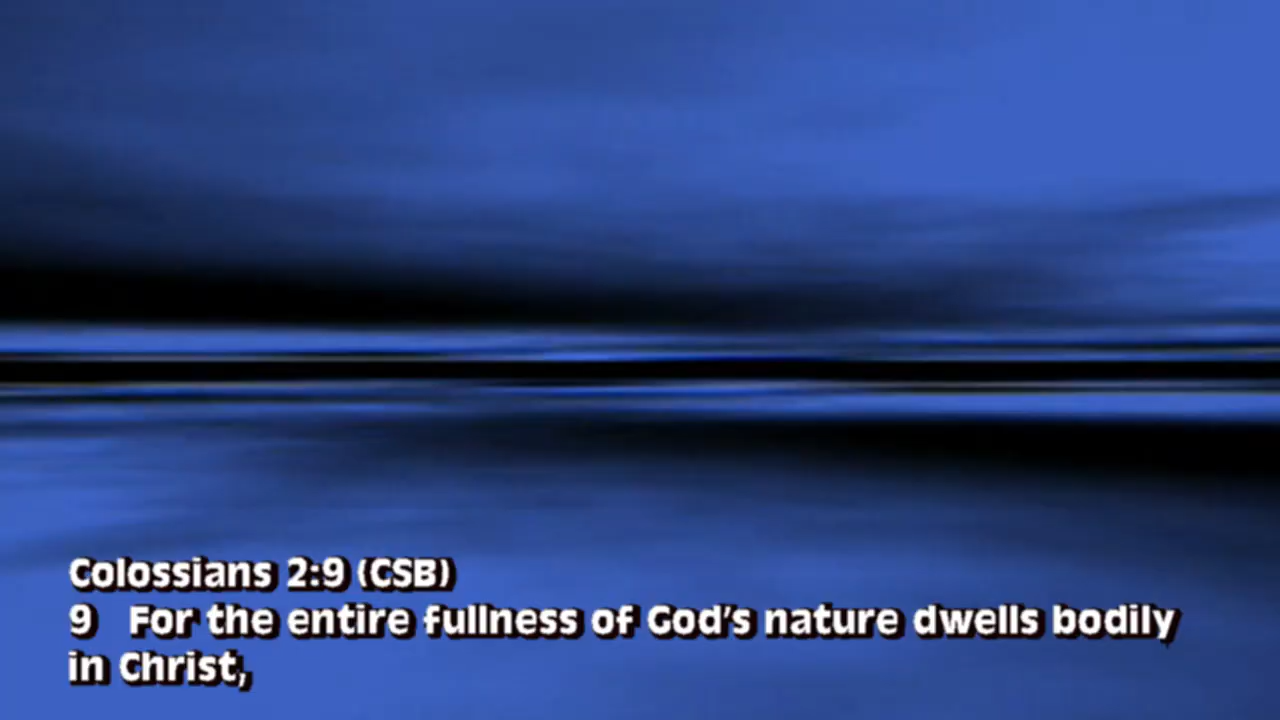 Colossians 2:9 (CSB)
9 For the entire fullness of God’s nature dwells bodily
in Christ,